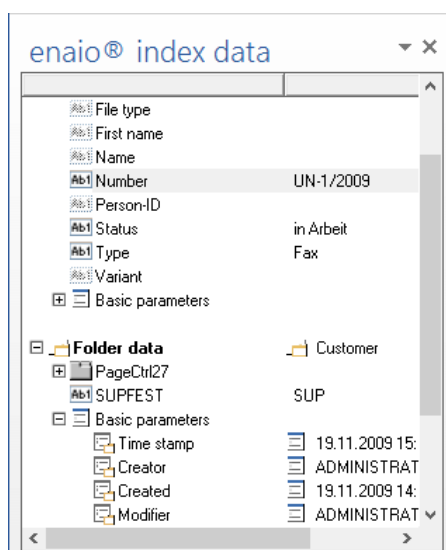 enaio® index data
File type
First name
Name
Number UN-1/2009
Person-ID
Status in Arbeit
Type Fax
Variant
Basic parameters
Folder data Customer
PageCtrl27
SUPFEST SUP
Basic parameters
Time stamp 19.11.2009 15:
Creator ADMINISTRAT
Created 19.11.2009 14:
Modifier ADMINISTRAT